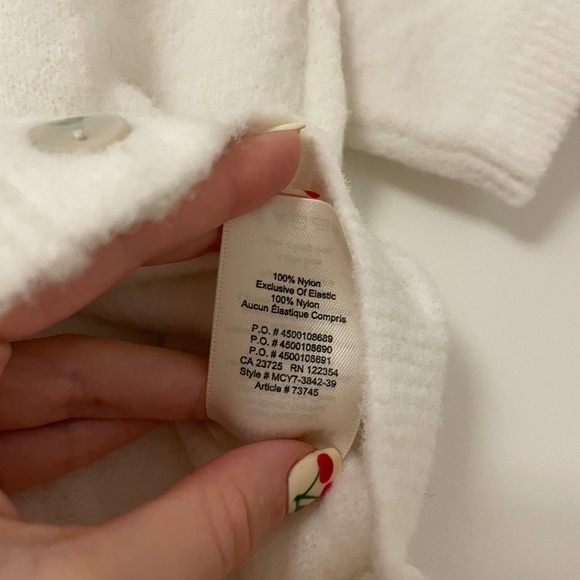 100% Nylon
Exclusive Of Elastic
100% Nylon
Aucun Élastique Compris
P.O. # 4500108689
P.O. # 4500108690
P.O. # 4500108691
CA 23725 RN 122354
Style # MCY7-3842-39
Article # 73745